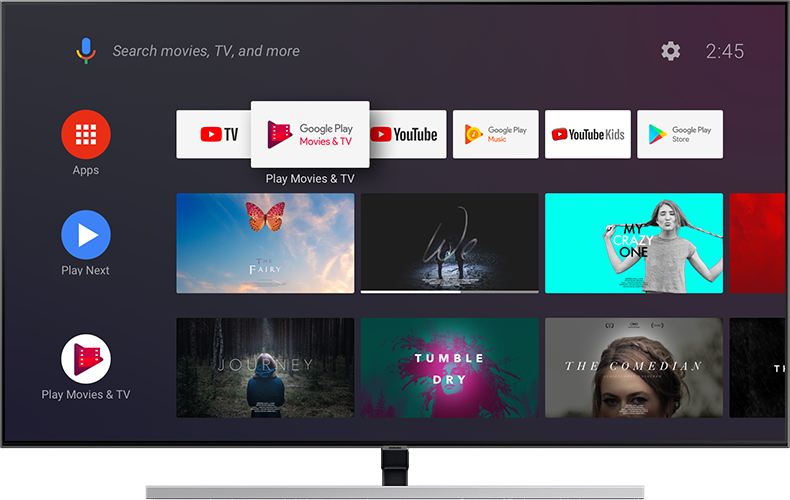 Search movies, TV, and more
2:45
Apps
TV
Google Play
Movies & TV
YouTube
Google Play
Music
YouTube Kids
Google Play
Store
Play Movies & TV
Play Next
THE
FAIRY
We
MY
CRAZY
ONE
Play Movies & TV
JOURNEY
TUMBLE
DRY
THE COMEDIAN
TH